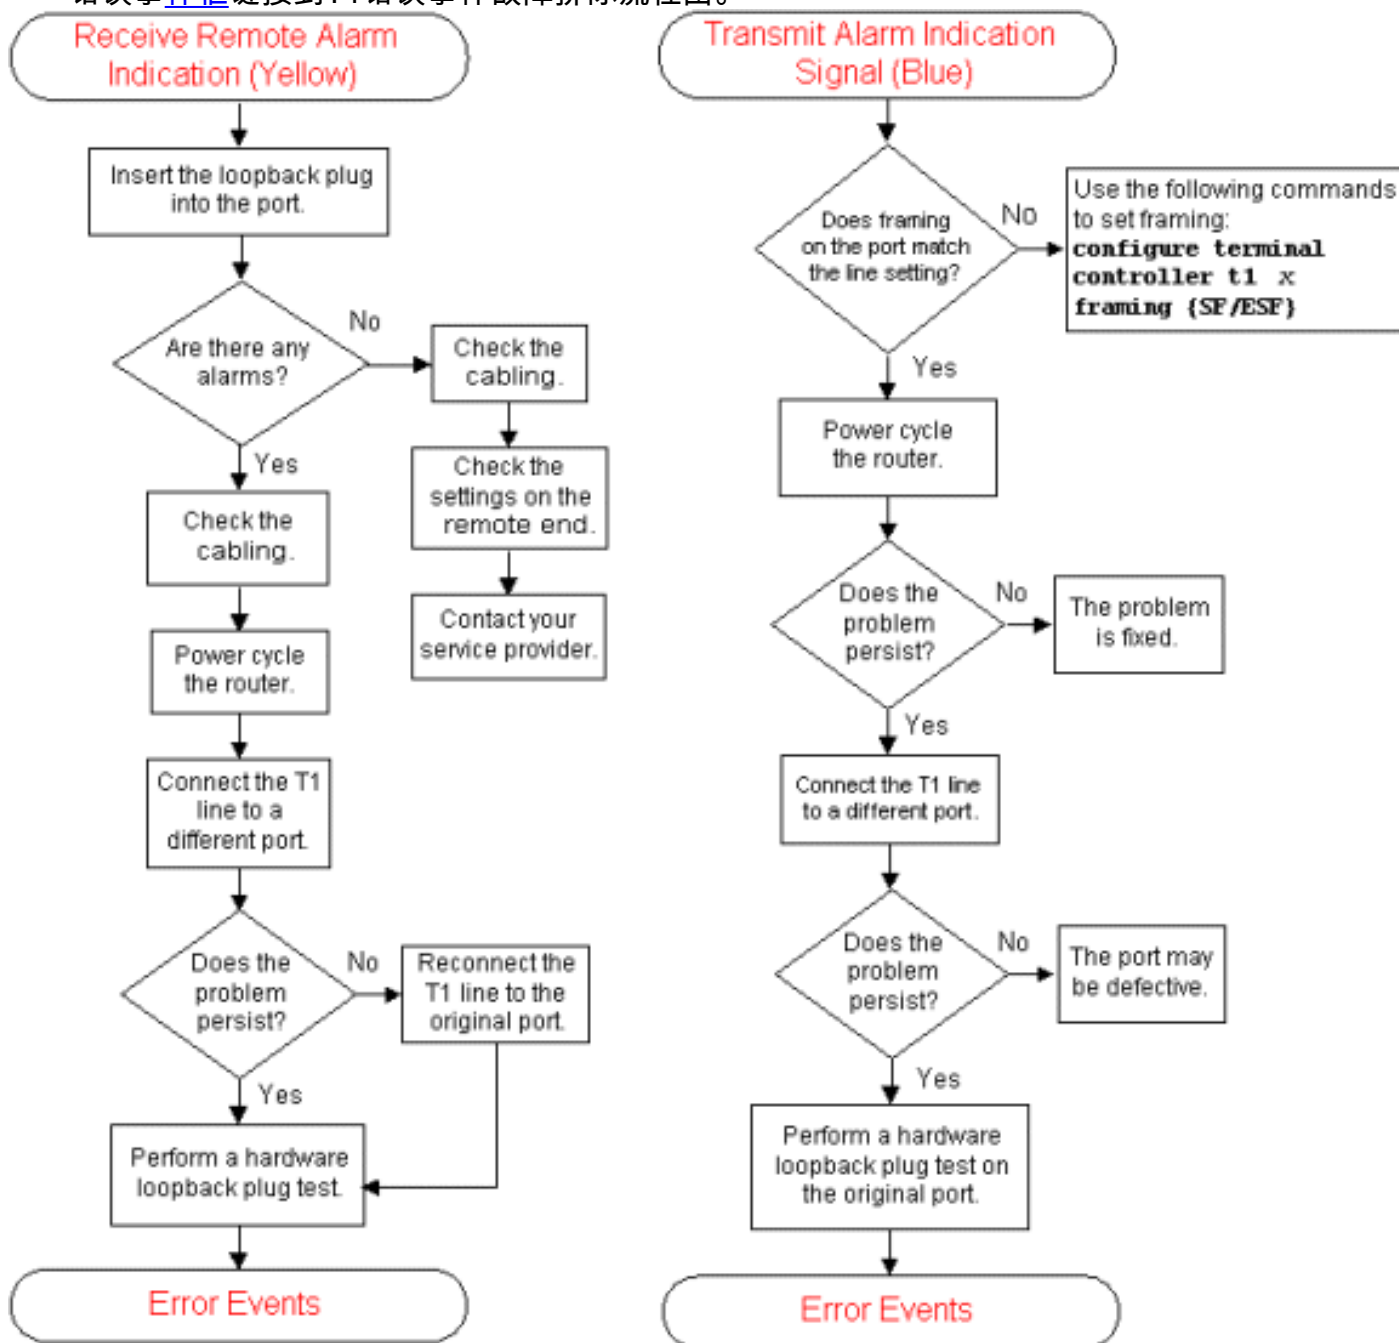 Receive Remote Alarm
Indication (Yellow)
Insert the loopback plug
into the port.
Are there any
alarms?
No
Check the
cabling.
Check the
settings on the
remote end.
Contact your
service provider.
Yes
Check the
cabling.
Power cycle
the router.
Connect the T1
line to a
different port.
Does the
problem
persist?
No
Reconnect the
T1 line to the
original port.
Yes
Perform a hardware
loopback plug test.
Error Events
Transmit Alarm Indication
Signal (Blue)
Does framing
on the port match
the line setting?
No
Use the following commands
to set framing:
configure terminal
controller t1 x
framing {SF/ESF}
Yes
Power cycle
the router.
Does the
problem
persist?
No
The problem
is fixed.
Yes
Connect the T1 line
to a different port.
Does the
problem
persist?
No
The port may
be defective.
Yes
Perform a hardware
loopback plug test on
the original port.
Error Events